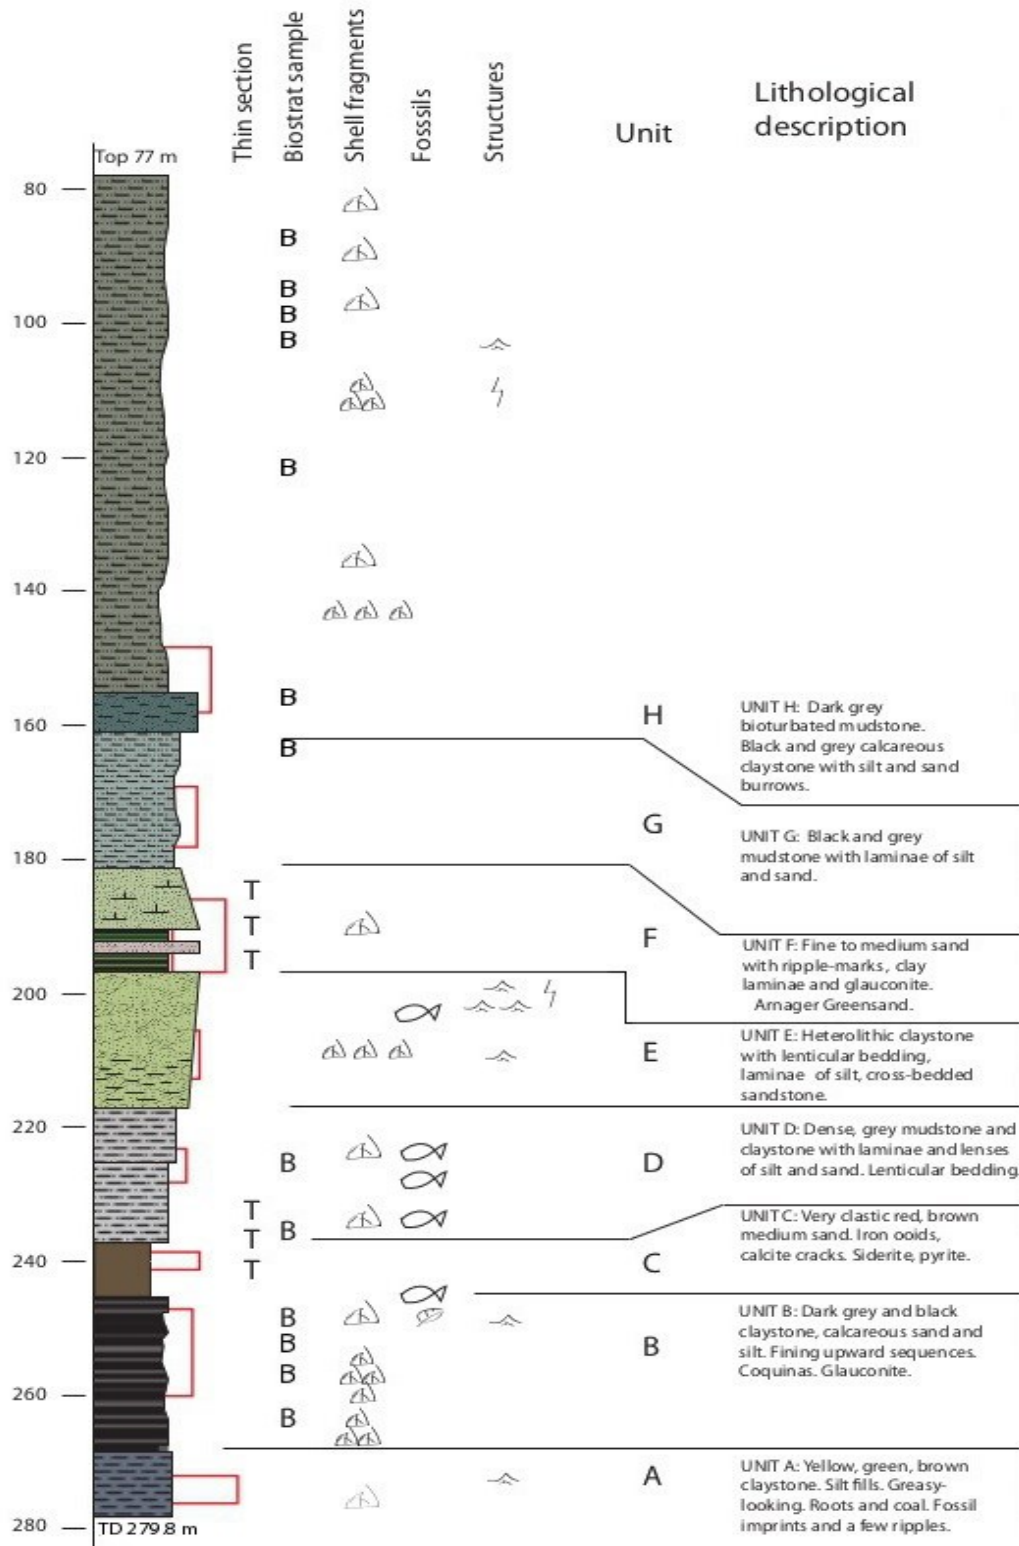 Thin section
Biostrat sample
Shell fragments
Fosssils
Structures
Unit
Lithological
description
Top 77 m
80
B
B
100
B
B
120
B
140
B
160
H
UNIT H: Dark grey
bioturbated mudstone.
Black and grey calcareous
claystone with silt and sand
burrows.
B
G
UNIT G: Black and grey
mudstone with laminae of silt
and sand.
180
T
T
F
UNIT F: Fine to medium sand
with ripple-marks, clay
laminae and glauconite.
Arnager Greensand.
T
200
E
UNIT E: Heterolithic claystone
with lenticular bedding,
laminae of silt, cross-bedded
sandstone.
220
B
D
UNIT D: Dense, grey mudstone and
claystone with laminae and lenses
of silt and sand. Lenticular bedding.
T
T
B
240
T
C
UNIT C: Very clastic red, brown
medium sand. Iron ooids,
calcite cracks. Siderite, pyrite.
B
B
B
B
B
UNIT B: Dark grey and black
claystone, calcareous sand and
silt. Fining upward sequences.
Coquinas. Glauconite.
260
A
UNIT A: Yellow, green, brown
claystone. Silt fills. Greasy-
looking. Roots and coal. Fossil
imprints and a few ripples.
280
TD 279.8 m